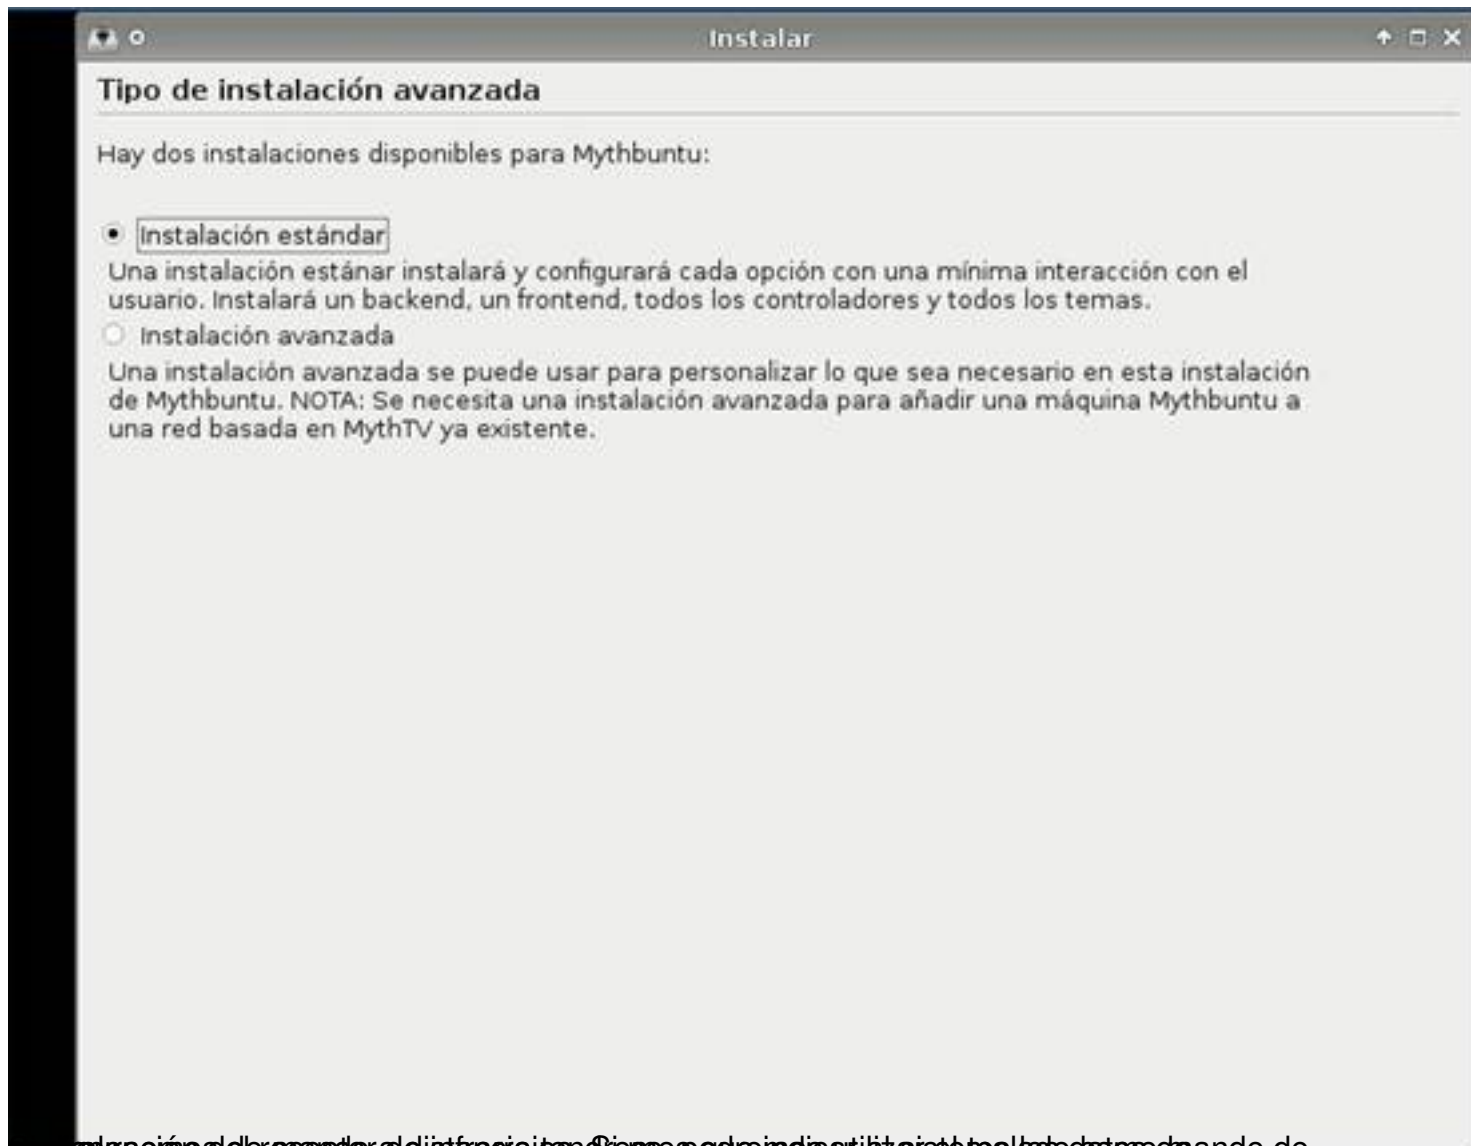 Instalar
Tipo de instalación avanzada
Hay dos instalaciones disponibles para Mythbuntu:
Instalación estándar
Una instalación estánar instalará y configurará cada opción con una mínima interacción con el
usuario. Instalará un backend, un frontend, todos los controladores y todos los temas.
Instalación avanzada
Una instalación avanzada se puede usar para personalizar lo que sea necesario en esta instalación
de Mythbuntu. NOTA: Se necesita una instalación avanzada para añadir una máquina Mythbuntu a
una red basada en MythTV ya existente.